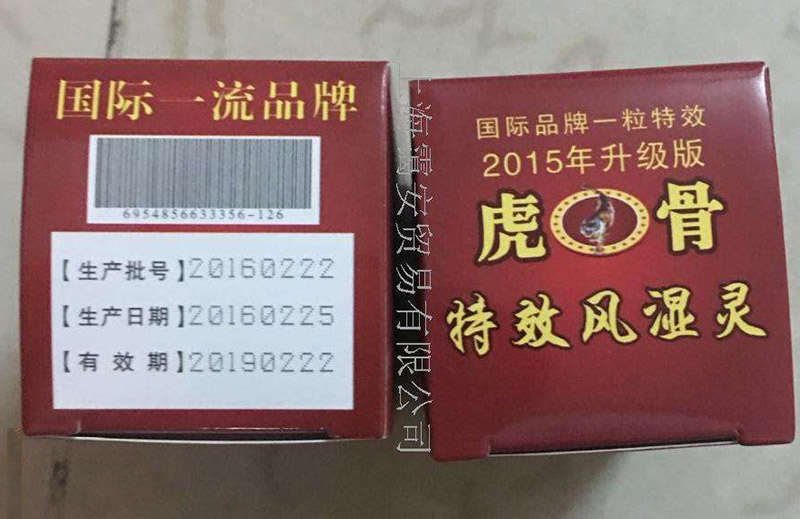 国际一流品牌
6954856633356-126
【生产批号】20160222
【生产日期】20160225
【有效期】20190222
上海霭安贸易有限公司
国际品牌一粒特效
2015年升级版
虎骨
特效风湿灵